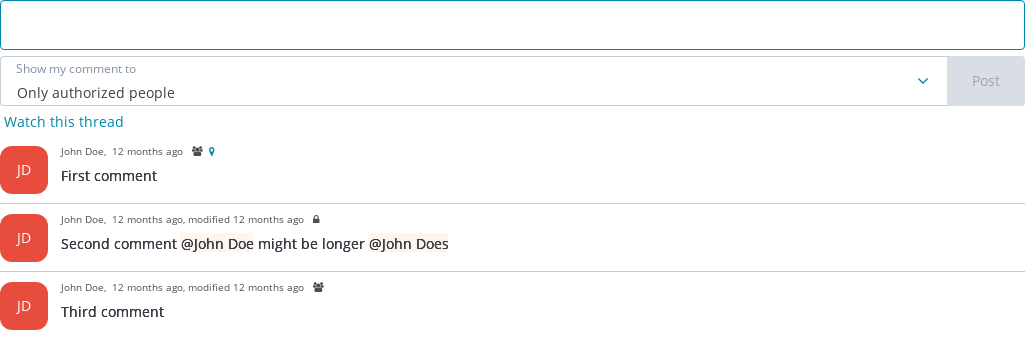 Show my comment to
Only authorized people
Post
Watch this thread
JD
John Doe, 12 months ago
First comment
JD
John Doe, 12 months ago, modified 12 months ago
Second comment @John Doe might be longer @John Does
JD
John Doe, 12 months ago, modified 12 months ago
Third comment